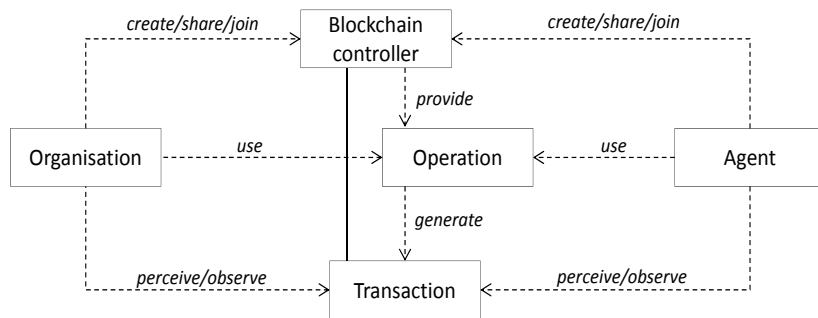 create/share/join
Blockchain
controller
create/share/join
provide
Organisation
use
Operation
use
Agent
generate
perceive/observe
Transaction
perceive/observe